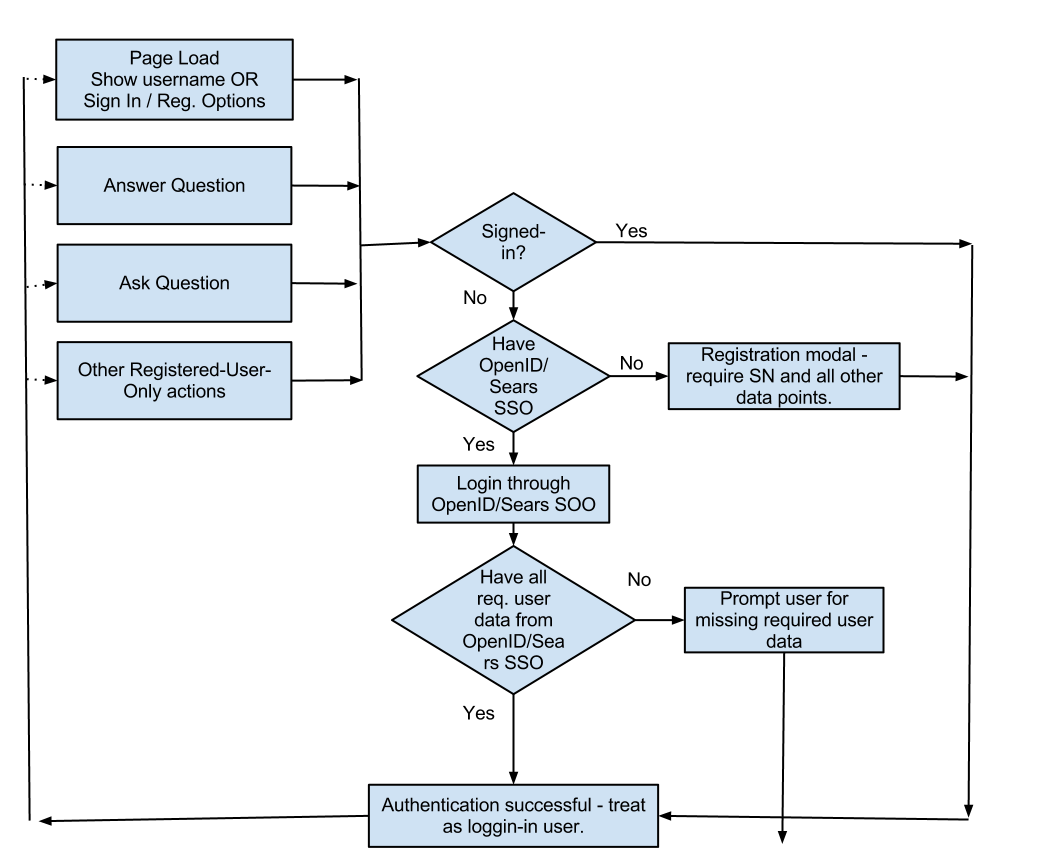 Page Load
Show username OR
Sign In / Reg. Options
Answer Question
Ask Question
Other Registered-User-
Only actions
Signed-
in?
Yes
No
Have
OpenID/
Sears
SSO
No
Registration modal -
require SN and all other
data points.
Yes
Login through
OpenID/Sears SOO
Have all
req. user
data from
OpenID/Sea
rs SSO
No
Prompt user for
missing required user
data
Yes
Authentication successful - treat
as loggin-in user.